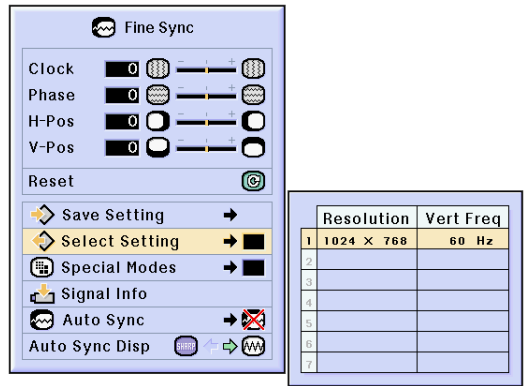 Fine Sync
Clock 0 - +
Phase 0 - +
H-Pos 0 - +
V-Pos 0 - +
Reset
Save Setting
Select Setting
Special Modes
Signal Info
Auto Sync
Auto Sync Disp SHARP
Resolution Vert Freq
1 1024 X 768 60 Hz
2
3
4
5
6
7